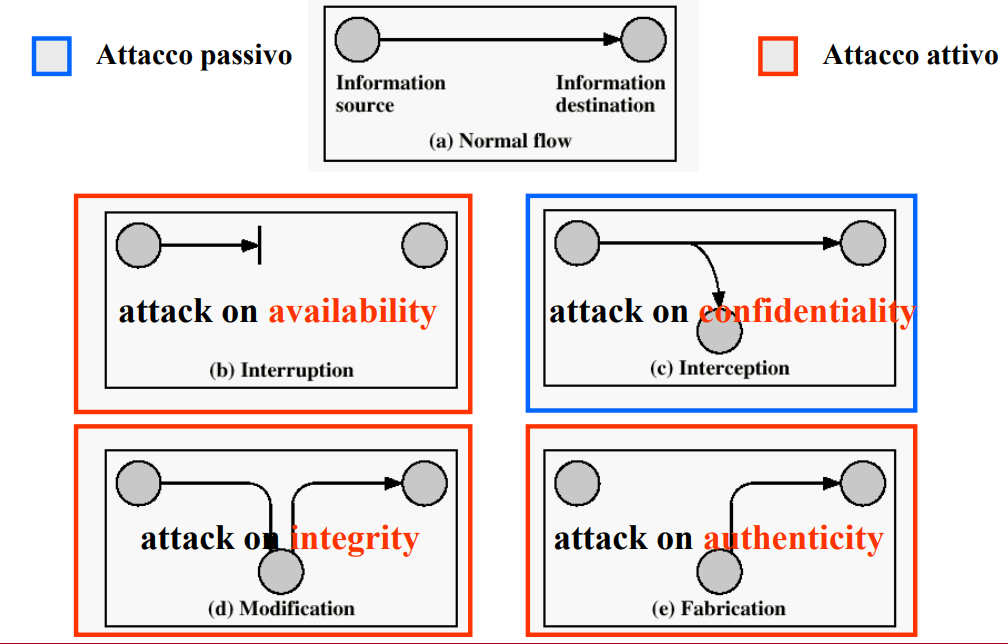 Attacco passivo
Attacco attivo
Information
source
Information
destination
(a) Normal flow
attack on availability
(b) Interruption
attack on confidentiality
(c) Interception
attack on integrity
(d) Modification
attack on authenticity
(e) Fabrication